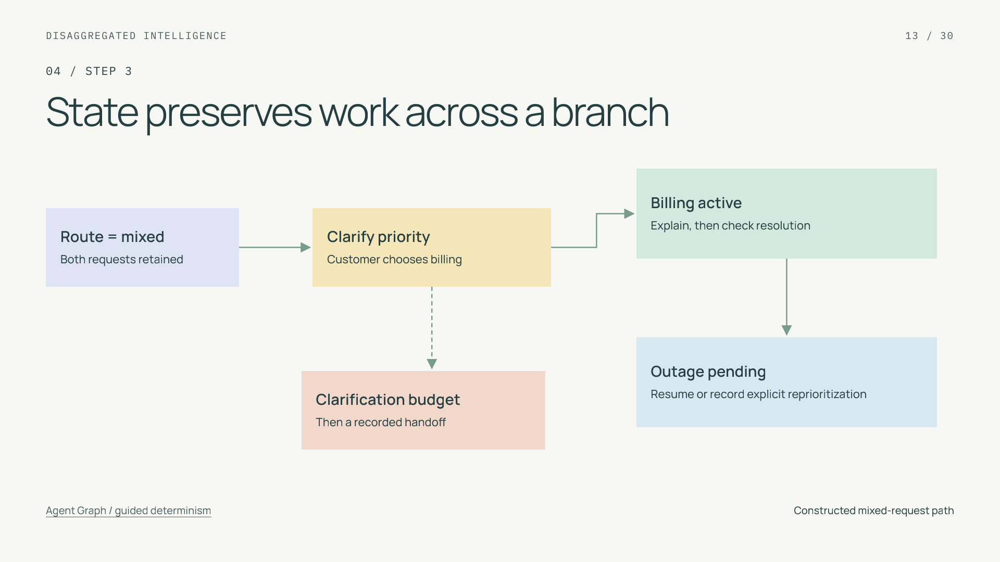 DISAGGREGATED INTELLIGENCE
13 / 30
04 / STEP 3
State preserves work across a branch
Route = mixed
Both requests retained
Clarify priority
Customer chooses billing
Billing active
Explain, then check resolution
Clarification budget
Then a recorded handoff
Outage pending
Resume or record explicit reprioritization
Agent Graph / guided determinism
Constructed mixed-request path